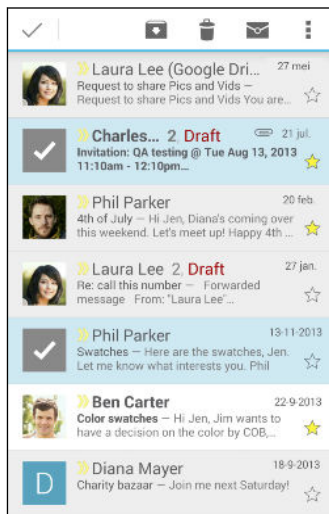 Laura Lee (Google Dri... 27 mei
Request to share Pics and Vids –
Request to share Pics and Vids You are...
Charles... 2, Draft 21 jul.
Invitation: QA testing @ Tue Aug 13, 2013
11:10am - 12:10pm...
Phil Parker 20 feb.
4th of July – Hi Jen, Diana's coming over
this weekend. Let's meet up! Happy 4th ...
Laura Lee 2, Draft 27 jan.
Re: call this number – Forwarded
message From: "Laura Lee"...
Phil Parker 13-11-2013
Swatches – Here are the swatches, Jen.
Let me know what interests you. Phil
Ben Carter 22-9-2013
Color swatches – Hi Jen, Jim wants to
have a decision on the color by COB,...
D Diana Mayer 18-9-2013
Charity bazaar – Join me next Saturday!